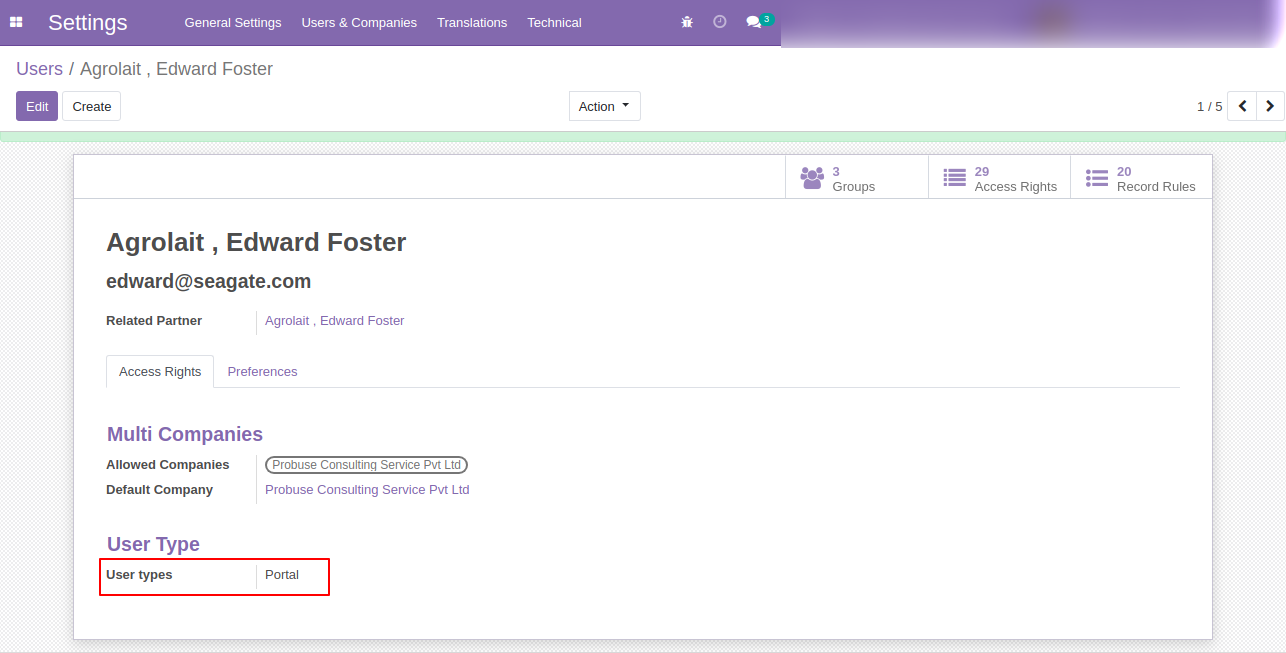 Settings General Settings Users & Companies Translations Technical 3
Users / Agrolait , Edward Foster
Edit Create Action 1 / 5
3 Groups
29 Access Rights
20 Record Rules
Agrolait , Edward Foster
edward@seagate.com
Related Partner Agrolait , Edward Foster
Access Rights Preferences
Multi Companies
Allowed Companies Probuse Consulting Service Pvt Ltd
Default Company Probuse Consulting Service Pvt Ltd
User Type
User types Portal